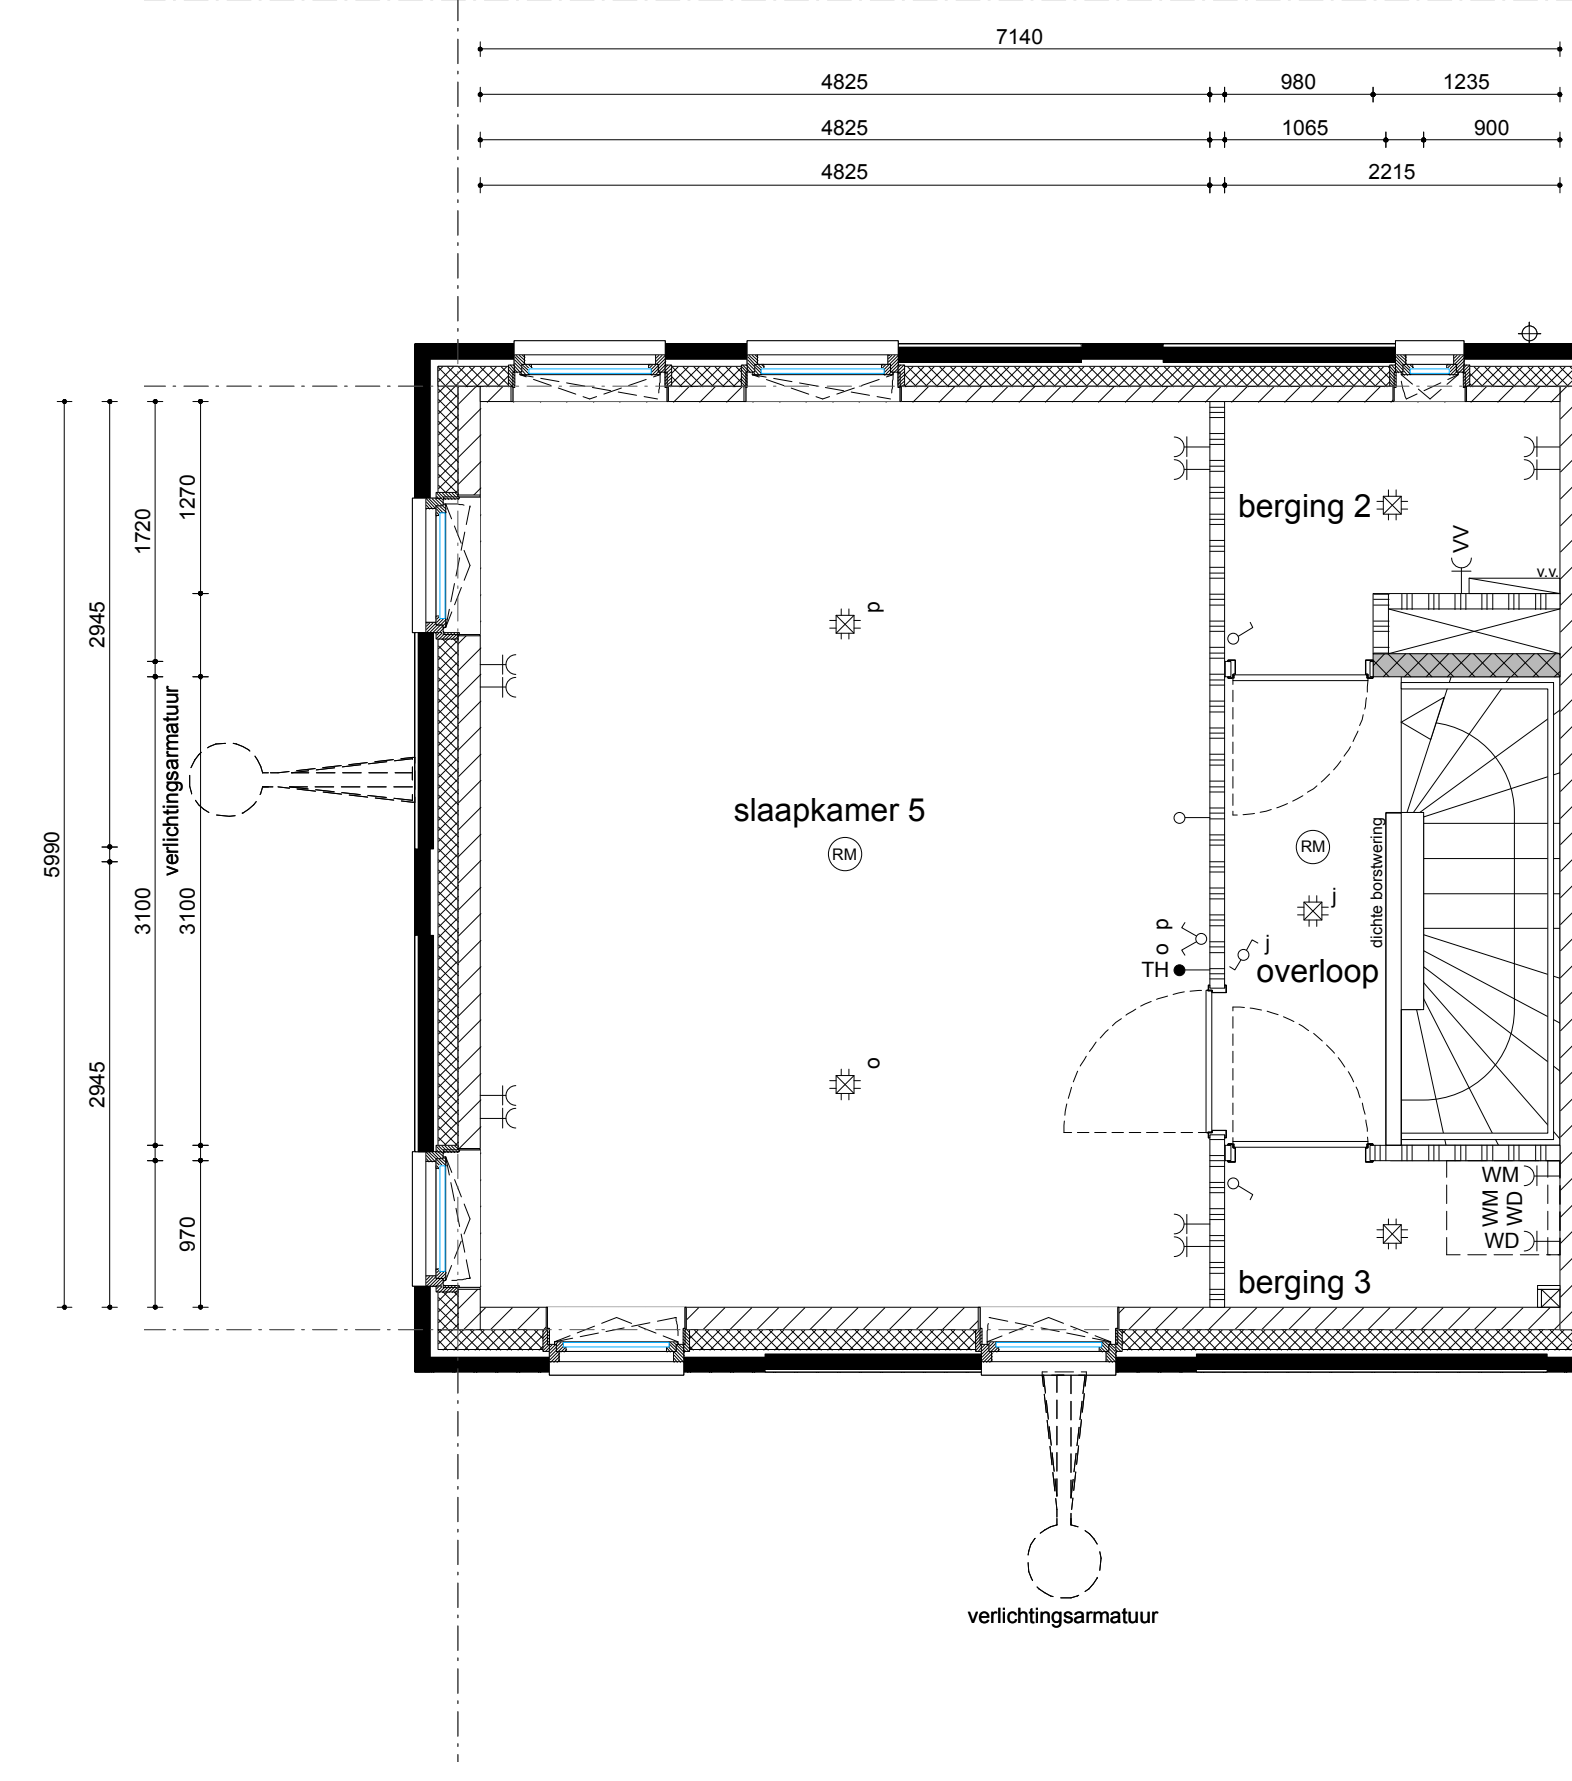 7140
4825 980 1235
4825 1065 900
4825 2215
5990
2945
2945
1720
3100
1270
3100
970
verlichtingsarmatuur
slaapkamer 5
RM
p
o
p
o
TH
berging 2
VV
v.v.
RM
j
j
overloop
dichte borstwering
WM
WM
WD
WD
berging 3
verlichtingsarmatuur